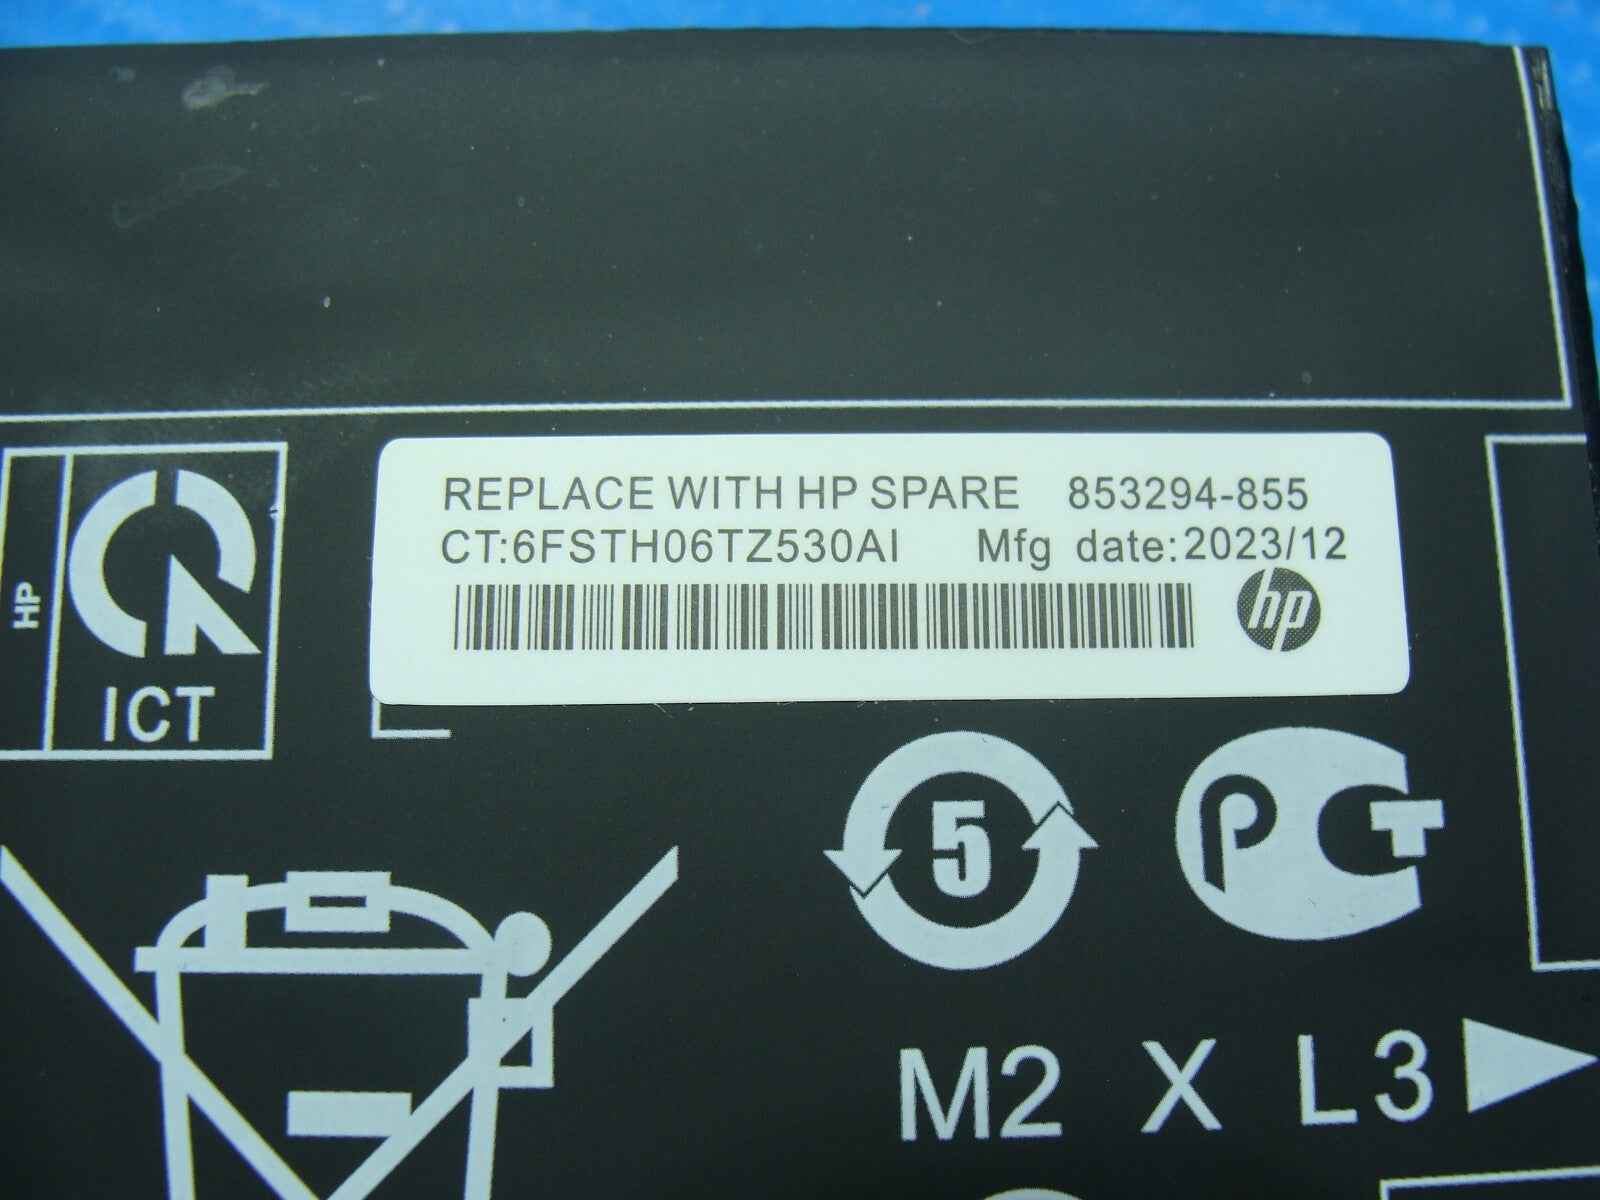 REPLACE WITH HP SPARE 853294-855
CT:6FSTH06TZ530AI Mfg date:2023/12
hp
HP
ICT
5
PCT
M2 X L3